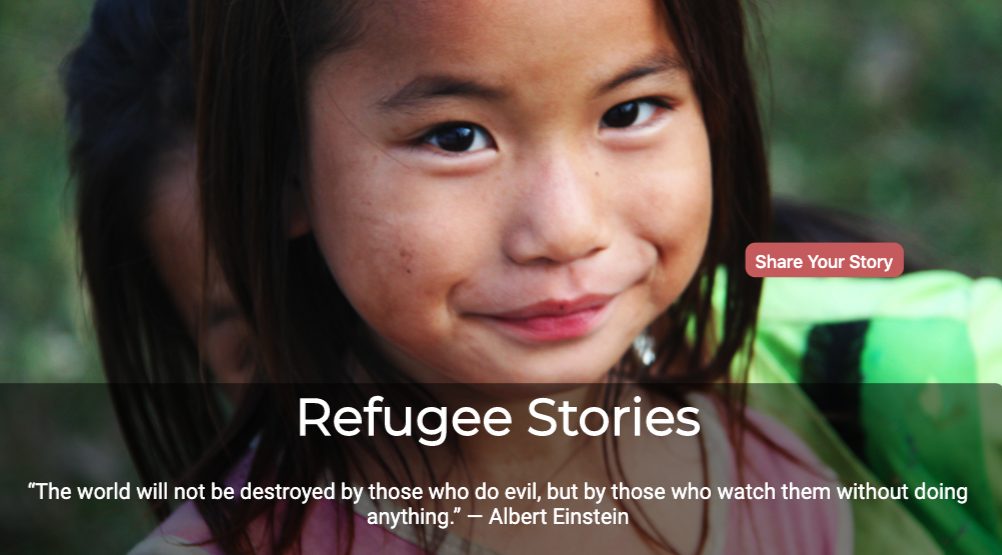 Share Your Story
Refugee Stories
“The world will not be destroyed by those who do evil, but by those who watch them without doing
anything.” — Albert Einstein